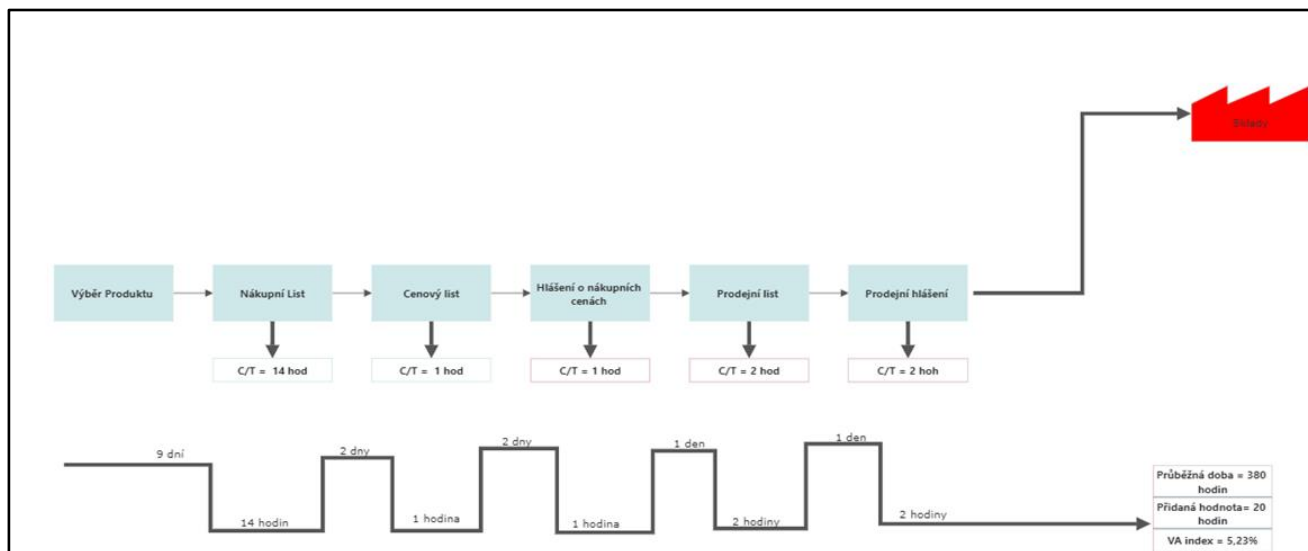 Sklady
Výběr Produktu
Nákupní List
Cenový list
Hlášení o nákupních
cenách
Prodejní list
Prodejní hlášení
C/T = 14 hod
C/T = 1 hod
C/T = 1 hod
C/T = 2 hod
C/T = 2 hoh
9 dní
2 dny
2 dny
1 den
1 den
14 hodin
1 hodina
1 hodina
2 hodiny
2 hodiny
Průběžná doba = 380
hodin
Přidaná hodnota= 20
hodin
VA index = 5,23%